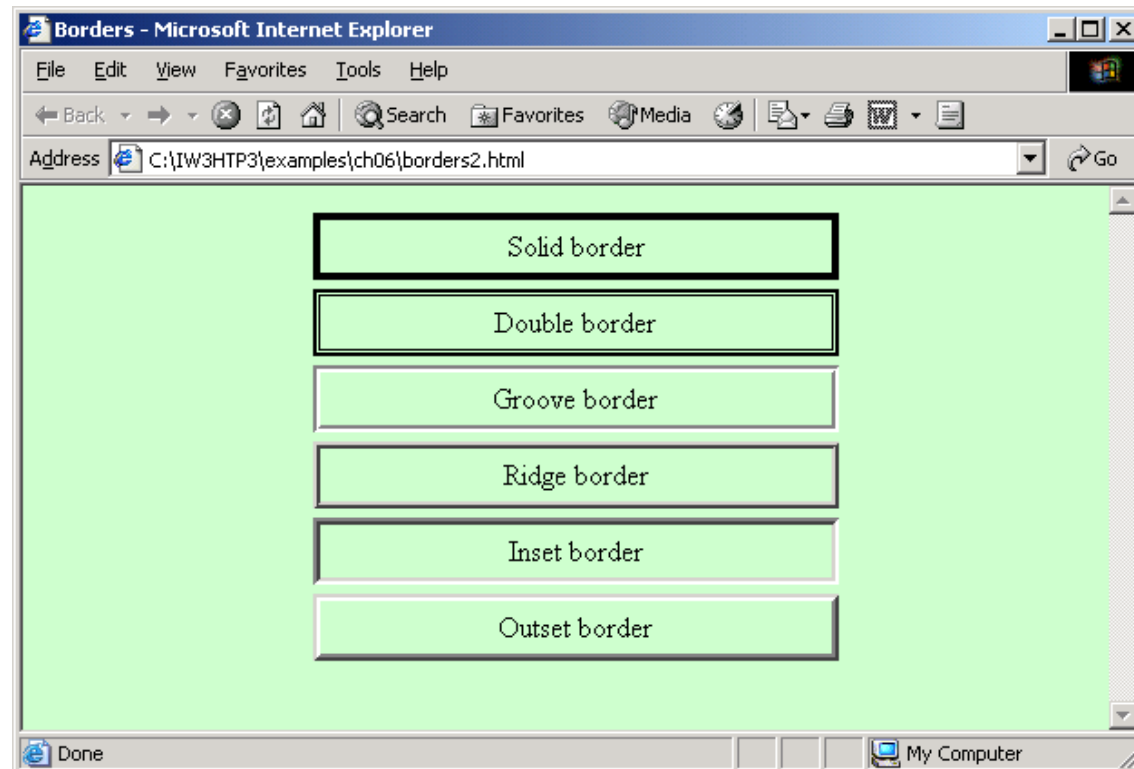 Borders - Microsoft Internet Explorer
File Edit View Favorites Tools Help
Back Search Favorites Media W
Address C:\IW3HTP3\examples\ch06\borders2.html Go
Solid border
Double border
Groove border
Ridge border
Inset border
Outset border
Done My Computer